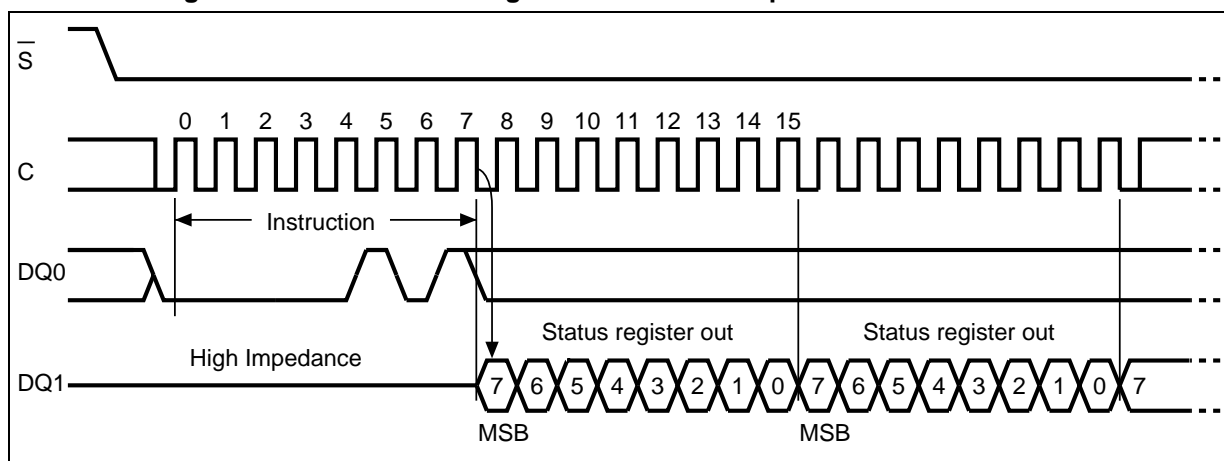 S
0 1 2 3 4 5 6 7 8 9 10 11 12 13 14 15
C
Instruction
DQ0
Status register out Status register out
High Impedance
DQ1
7 6 5 4 3 2 1 0 7 6 5 4 3 2 1 0 7
MSB MSB